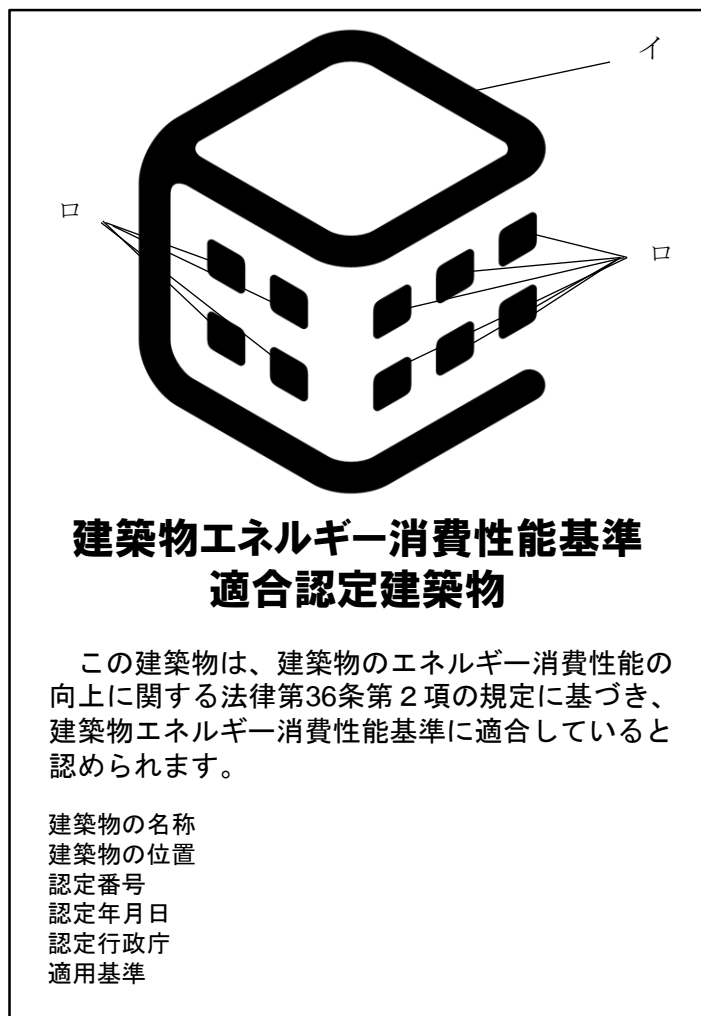 イ
ロ
ロ
建築物エネルギー消費性能基準
適合認定建築物
　この建築物は、建築物のエネルギー消費性能の
向上に関する法律第36条第２項の規定に基づき、
建築物エネルギー消費性能基準に適合していると
認められます。
建築物の名称
建築物の位置
認定番号
認定年月日
認定行政庁
適用基準